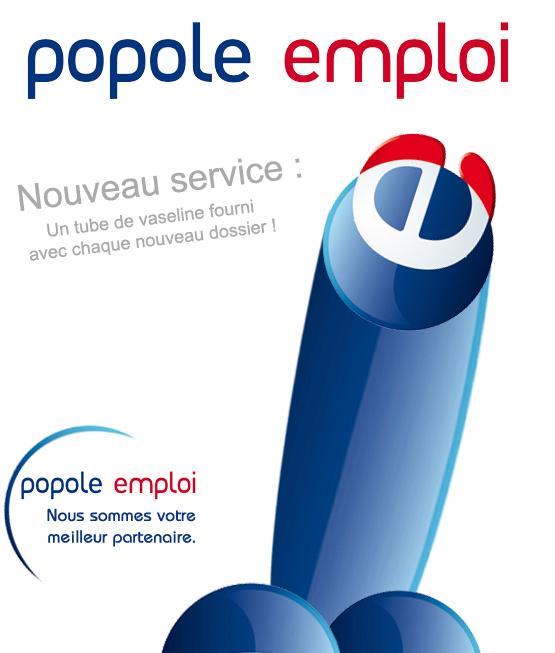 popole emploi
Nouveau service :
Un tube de vaseline fourni
avec chaque nouveau dossier !
e
popole emploi
Nous sommes votre
meilleur partenaire.